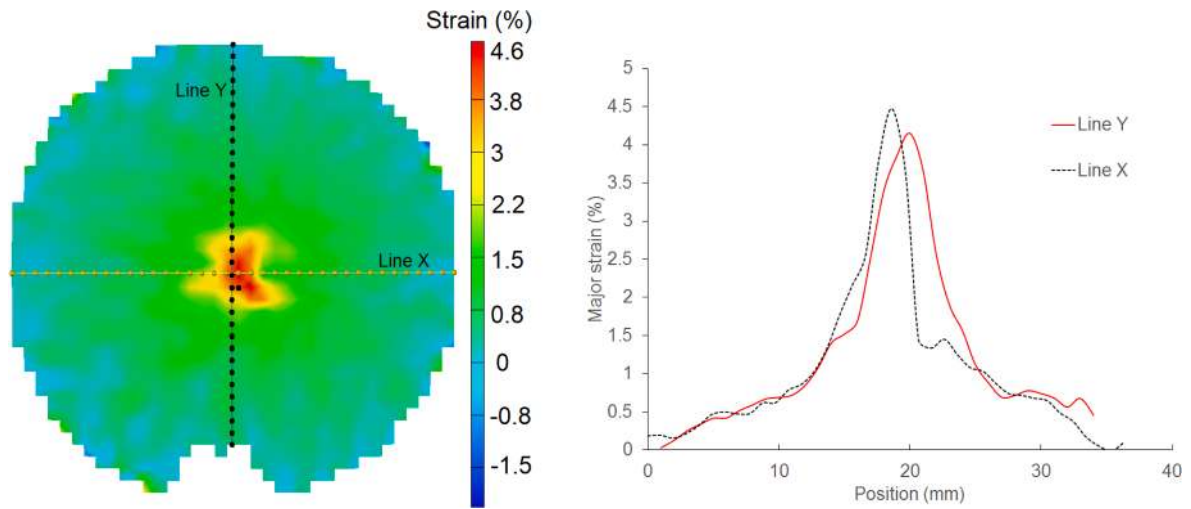 Strain (%)
4.6
3.8
3
2.2
1.5
0.8
0
-0.8
-1.5
Line Y
Line X
5
4.5
4
3.5
3
2.5
2
1.5
1
0.5
0
Major strain (%)
0 10 20 30 40
Position (mm)
Line Y
Line X